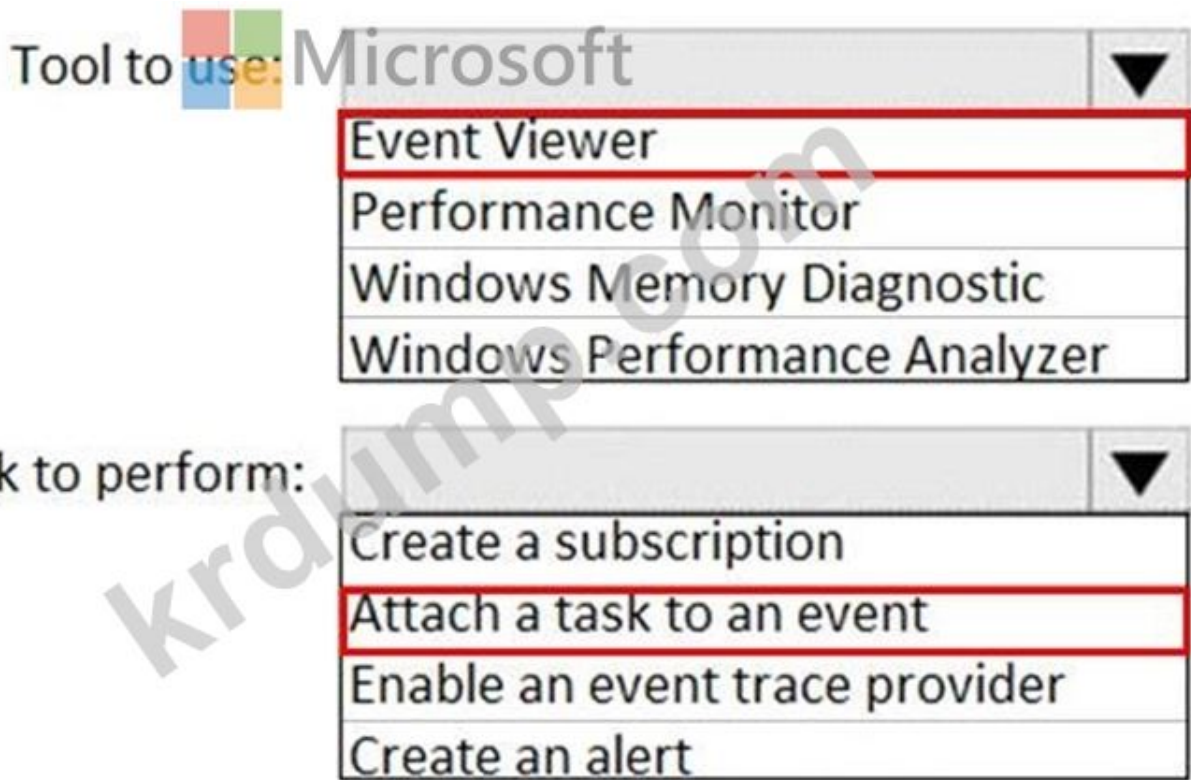 Tool to use: Microsoft
Event Viewer
Performance Monitor
Windows Memory Diagnostic
Windows Performance Analyzer
k to perform:
Create a subscription
Attach a task to an event
Enable an event trace provider
Create an alert
krdump.com